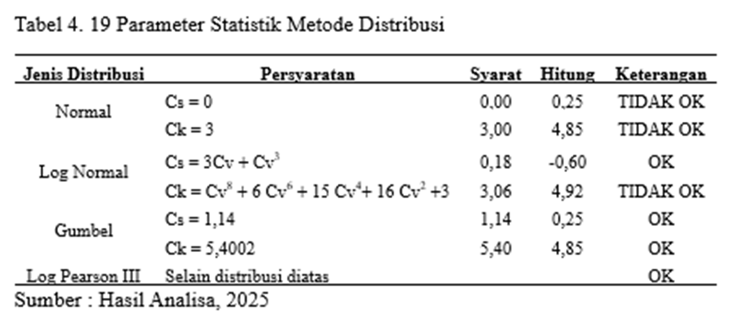 Tabel 4. 19 Parameter Statistik Metode Distribusi
Jenis Distribusi Persyaratan Syarat Hitung Keterangan
Normal Cs = 0 0,00 0,25 TIDAK OK
Ck = 3 3,00 4,85 TIDAK OK
Log Normal Cs = 3Cv + Cv³ 0,18 -0,60 OK
Ck = Cv⁸ + 6 Cv⁶ + 15 Cv⁴+ 16 Cv² +3 3,06 4,92 TIDAK OK
Gumbel Cs = 1,14 1,14 0,25 OK
Ck = 5,4002 5,40 4,85 OK
Log Pearson III Selain distribusi diatas OK
Sumber : Hasil Analisa, 2025